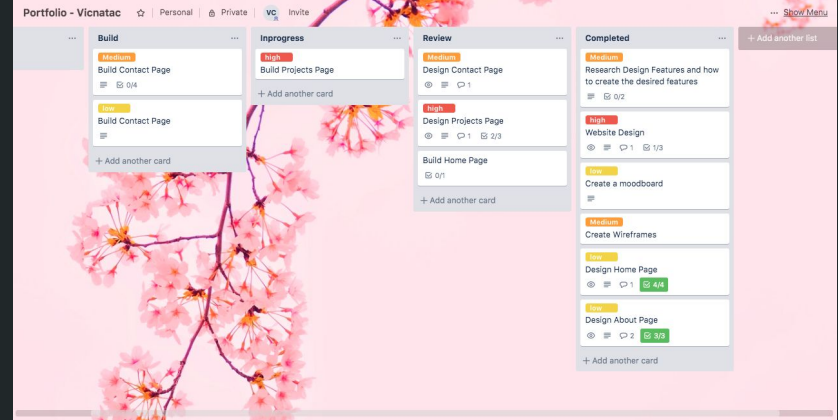 Portfolio - Vicnatac
Personal
Private
VC
Invite
... Show Menu
Build
Medium
Build Contact Page
0/4
low
Build Contact Page
+ Add another card
Inprogress
high
Build Projects Page
+ Add another card
Review
Medium
Design Contact Page
1
high
Design Projects Page
1 2/3
Build Home Page
0/1
+ Add another card
Completed
Medium
Research Design Features and how
to create the desired features
0/2
high
Website Design
1 1/3
low
Create a moodboard
Medium
Create Wireframes
low
Design Home Page
1 4/4
low
Design About Page
2 3/3
+ Add another card
+ Add another list